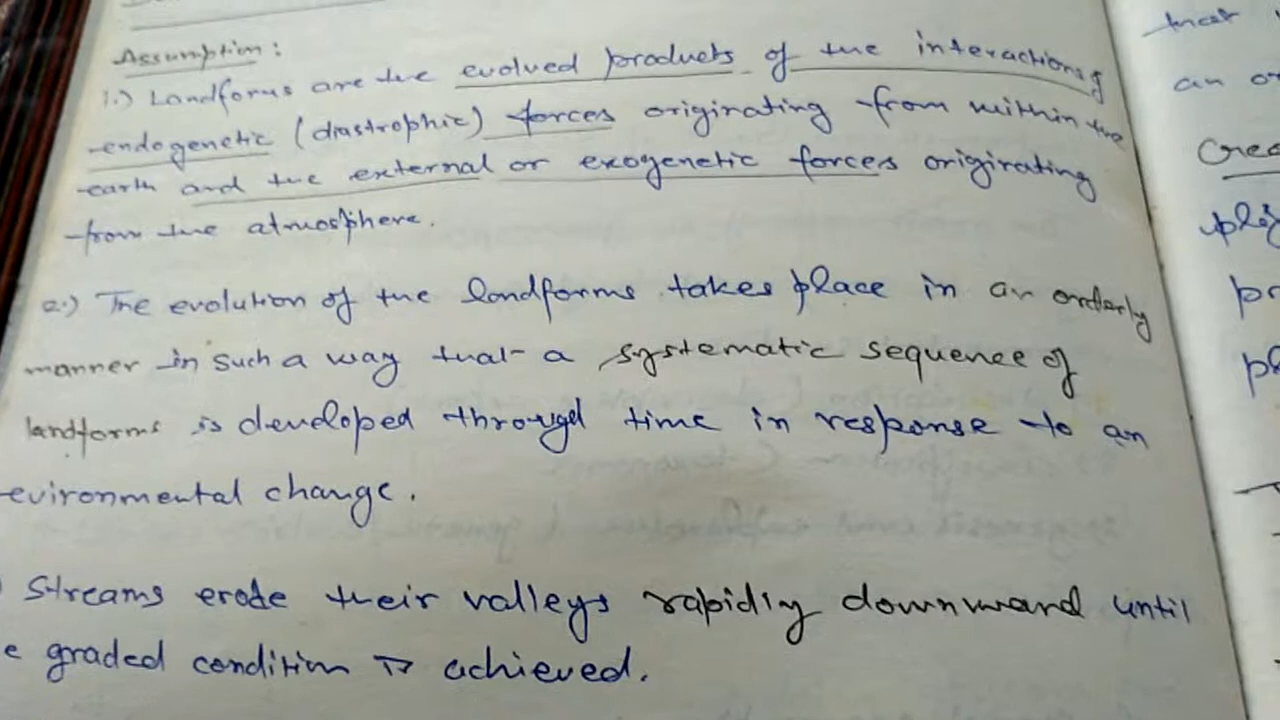 Assumption:
1.) Landforms are the evolved products of the interactions of
endogenetic (diastrophic) forces originating from within the
earth and the external or exogenetic forces originating
from the atmosphere.
2.) The evolution of the landforms takes place in an orderly
manner in such a way that a systematic sequence of
landforms is developed through time in response to an
evironmental change.
Streams erode their valleys rapidly downward until
e graded condition is achieved.
an